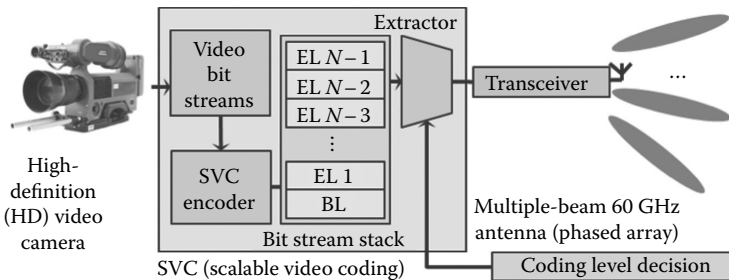 Extractor
Video
bit
streams
EL N – 1
EL N – 2
EL N – 3
⋮
EL 1
BL
SVC
encoder
Bit stream stack
SVC (scalable video coding)
Transceiver
...
High-
definition
(HD) video
camera
Multiple-beam 60 GHz
antenna (phased array)
Coding level decision